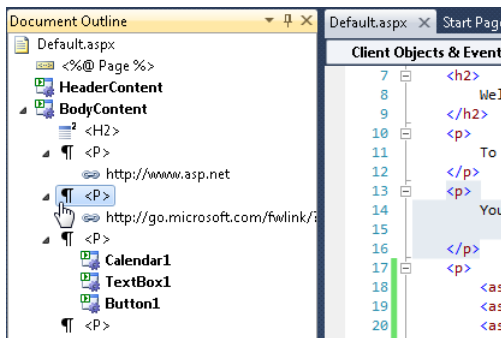 Document Outline
Default.aspx
<%@ Page %>
HeaderContent
BodyContent
<H2>
<P>
http://www.asp.net
<P>
http://go.microsoft.com/fwlink/
<P>
Calendar1
TextBox1
Button1
<P>
Default.aspx
Start Page
Client Objects & Event
7 <h2>
8 Wel
9 </h2>
10 <p>
11 To
12 </p>
13 <p>
14 You
15
16 </p>
17 <p>
18 <as
19 <as
20 <as